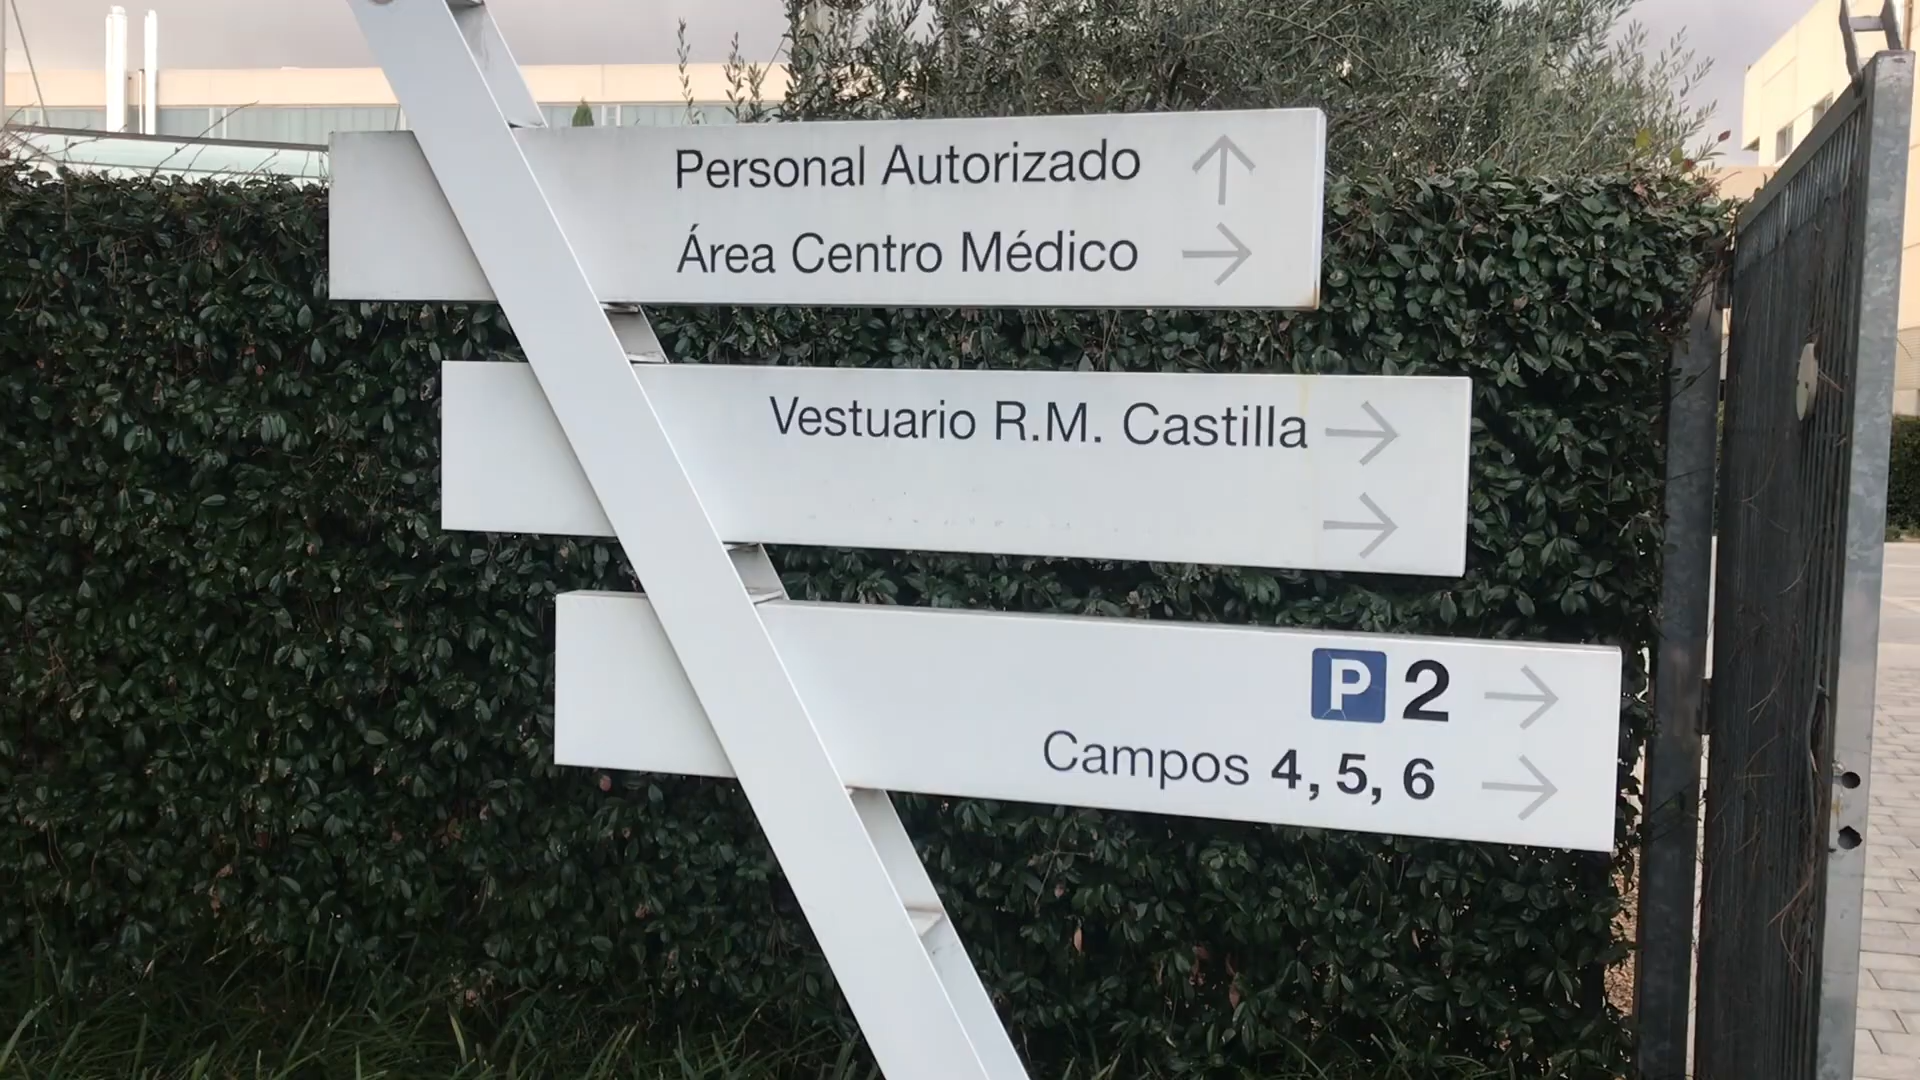 Personal Autorizado ↑
Área Centro Médico →
Vestuario R.M. Castilla →
→
P 2 →
Campos 4, 5, 6 →